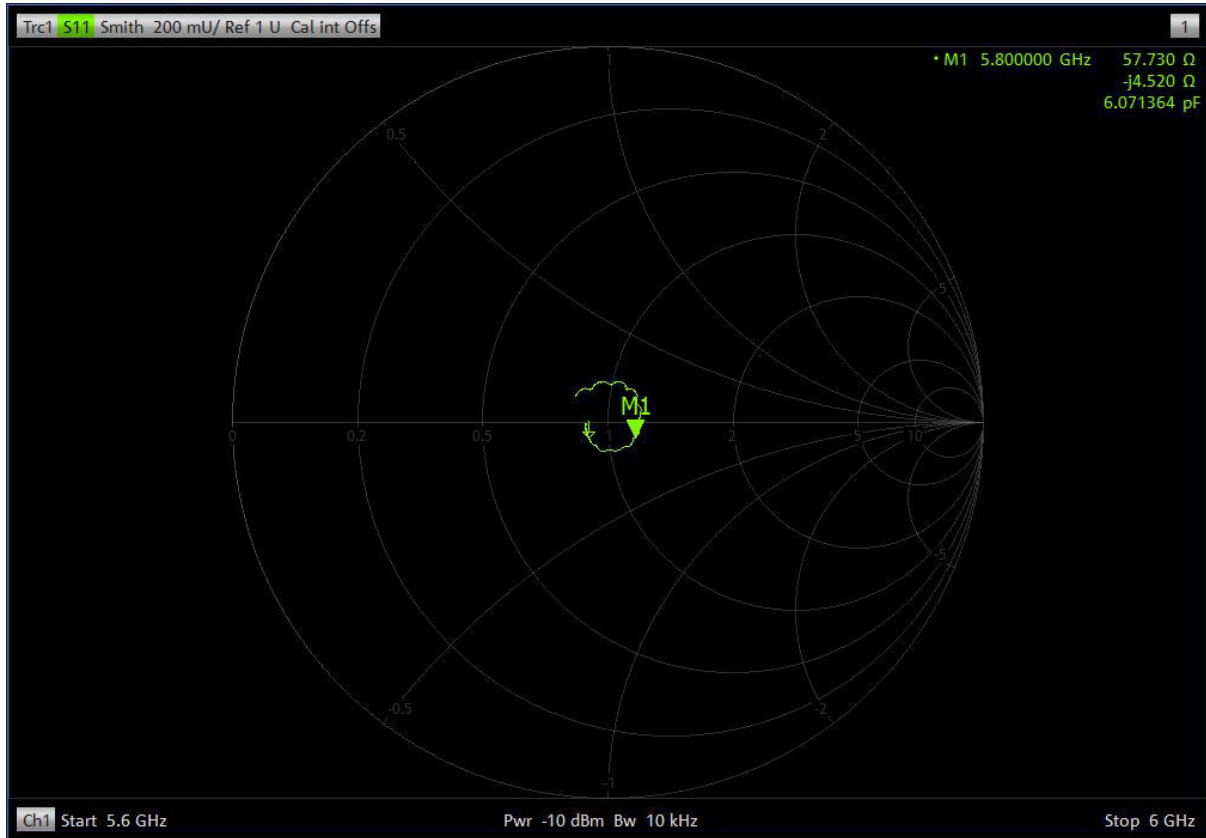 Trc1 S11 Smith 200 mU/ Ref 1 U Cal int Offs
1
• M1 5.800000 GHz 57.730 Ω
-j4.520 Ω
6.071364 pF
1
0.5
2
5
M1
0
0.2
0.5
1
2
5
10
-5
-0.5
-2
-1
Ch1 Start 5.6 GHz
Pwr -10 dBm Bw 10 kHz
Stop 6 GHz